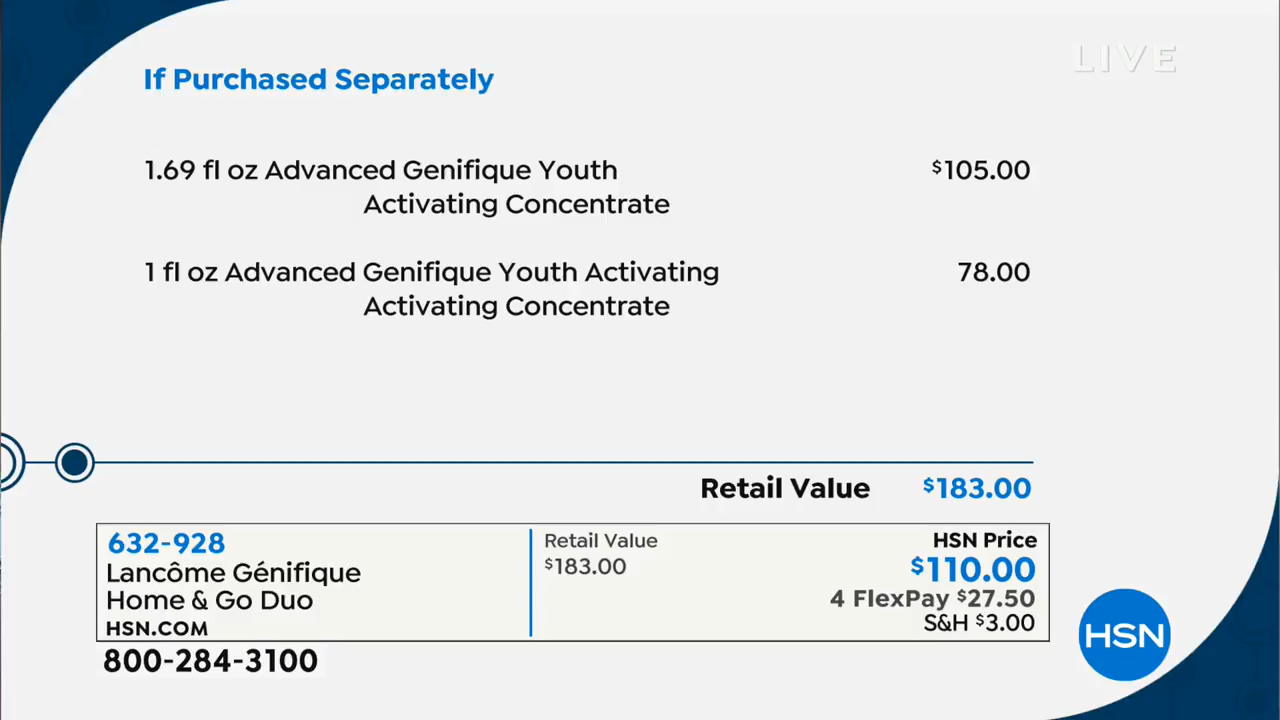 LIVE
If Purchased Separately
1.69 fl oz Advanced Genifique Youth $105.00
Activating Concentrate
1 fl oz Advanced Genifique Youth Activating 78.00
Activating Concentrate
Retail Value $183.00
632-928
Lancôme Génifique
Home & Go Duo
HSN.COM
Retail Value
$183.00
HSN Price
$110.00
4 FlexPay $27.50
S&H $3.00
800-284-3100
HSN